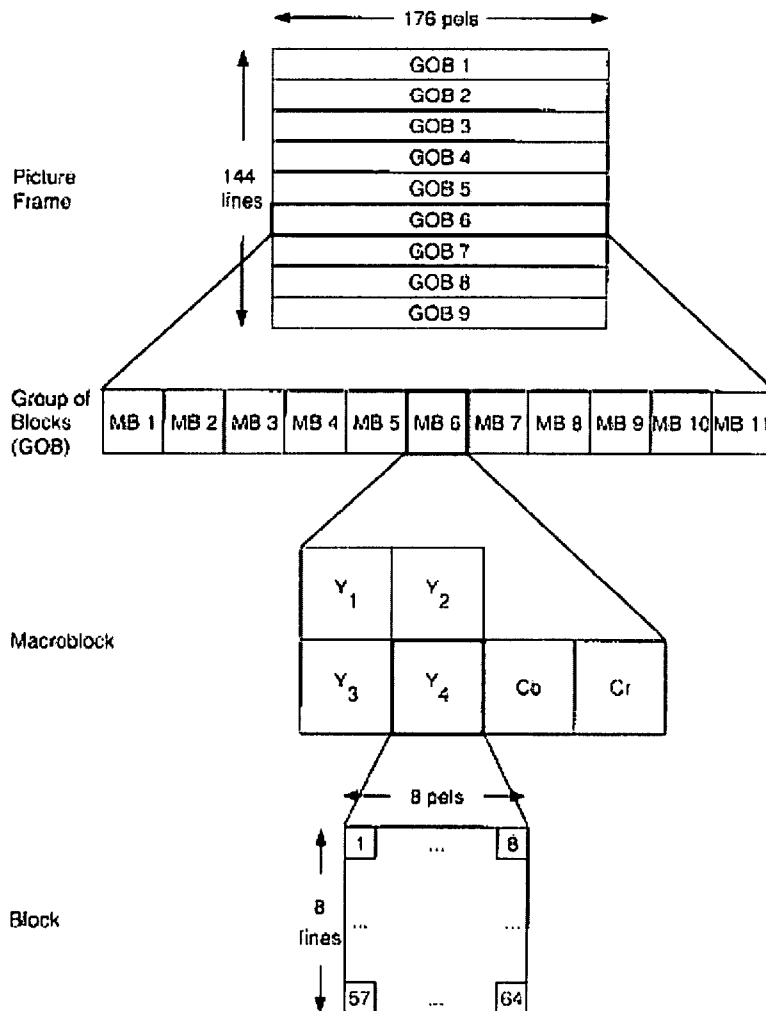 176 pels
GOB 1
GOB 2
GOB 3
GOB 4
Picture
Frame
144
lines
GOB 5
GOB 6
GOB 7
GOB 8
GOB 9
Group of
Blocks
(GOB)
MB 1 MB 2 MB 3 MB 4 MB 5 MB 6 MB 7 MB 8 MB 9 MB 10 MB 11
Y1 Y2
Macroblock
Y3 Y4 Cb Cr
8 pels
1 ... 8
Block
8
lines
... ...
57 ... 64